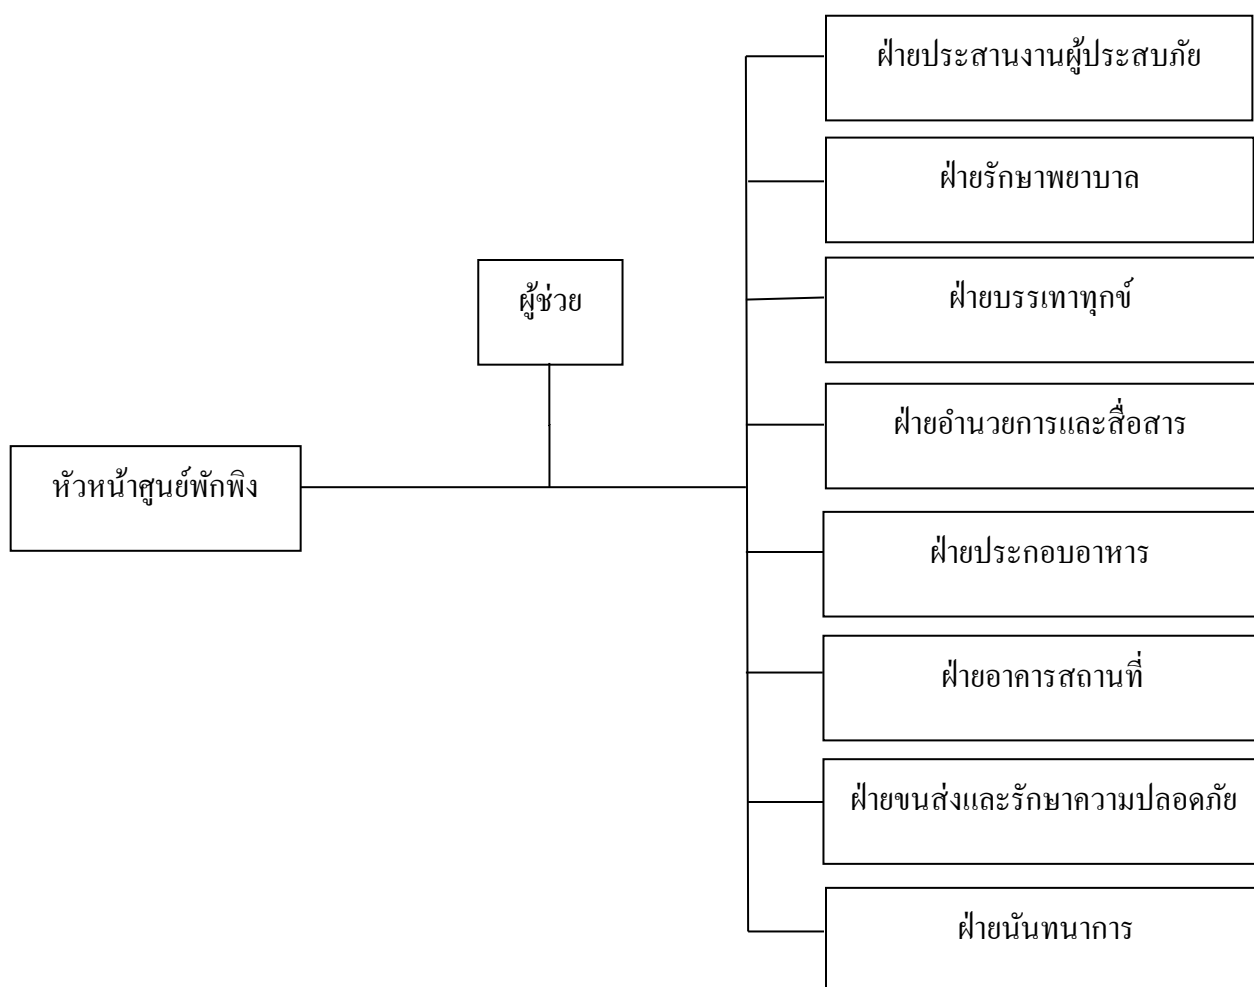 ฝ่ายประสานงานผู้ประสบภัย
ฝ่ายรักษาพยาบาล
ฝ่ายบรรเทาทุกข์
ผู้ช่วย
ฝ่ายอำนวยการและสื่อสาร
หัวหน้าศูนย์พักพิง
ฝ่ายประกอบอาหาร
ฝ่ายอาคารสถานที่
ฝ่ายขนส่งและรักษาความปลอดภัย
ฝ่ายนันทนาการ